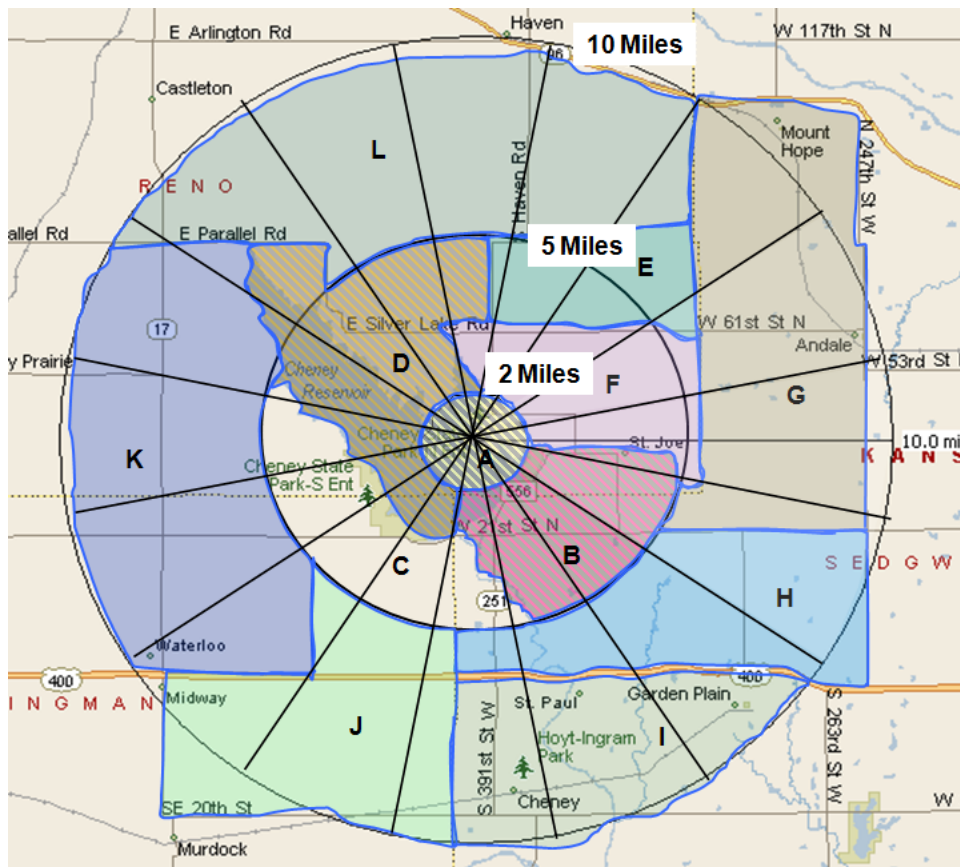 Haven
E Arlington Rd
W 117th St N
10 Miles
96
Castleton
Mount
Hope
N 247th St W
L
RENO
Haven Rd
allel Rd
E Parallel Rd
5 Miles
E
17
E Silver Lake Rd
W 61st St N
Andale
y Prairie
Cheney
Reservoir
D
2 Miles
W 53rd St
F
G
Cheney
Park
A
St. Joe
10.0 mi
K
KANS
Cheney State
Park-S Ent
556
W 21st St N
C
B
SEDGW
251
H
Waterloo
400
400
INGMAN
Midway
St. Paul
Garden Plain
J
S 391st St W
Hoyt-Ingram
Park
I
S 263rd St W
SE 20th St
Cheney
W
Murdock